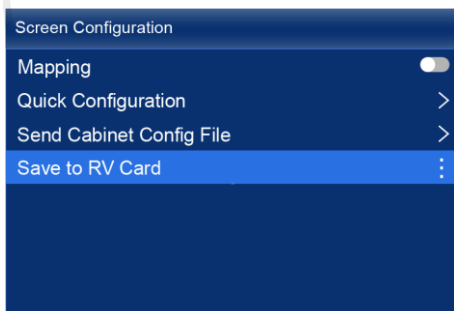 Screen Configuration
Mapping
Quick Configuration
Send Cabinet Config File
Save to RV Card